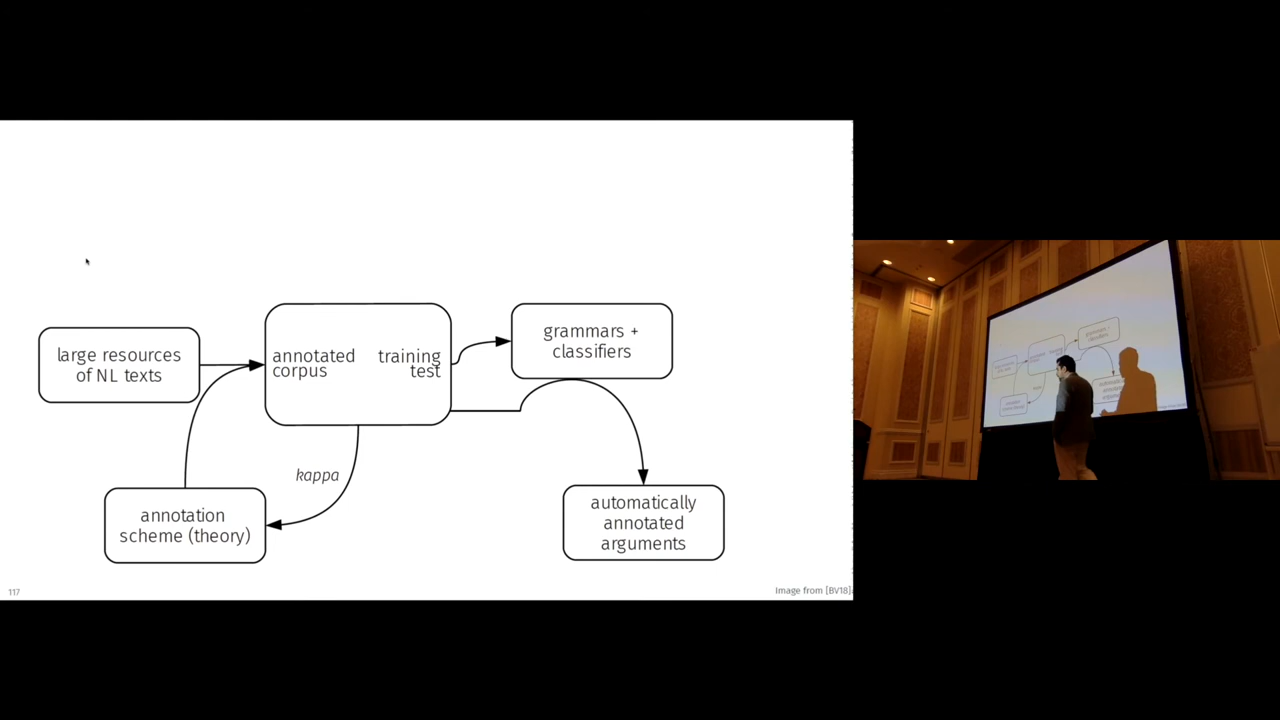 large resources
of NL texts
annotated
corpus
training
test
grammars +
classifiers
kappa
annotation
scheme (theory)
automatically
annotated
arguments
117
Image from [BV18]